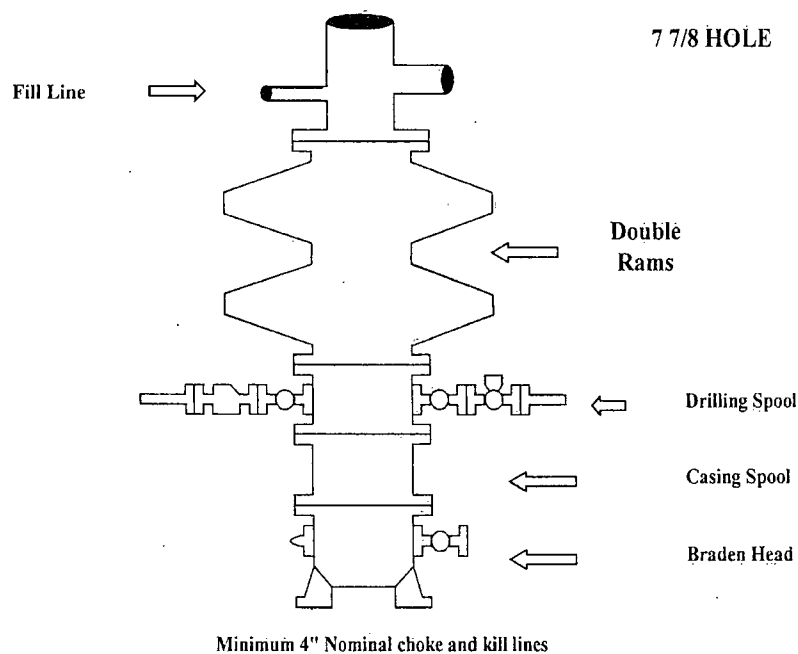 7 7/8 HOLE
Fill Line
Double
Rams
Drilling Spool
Casing Spool
Braden Head
Minimum 4" Nominal choke and kill lines